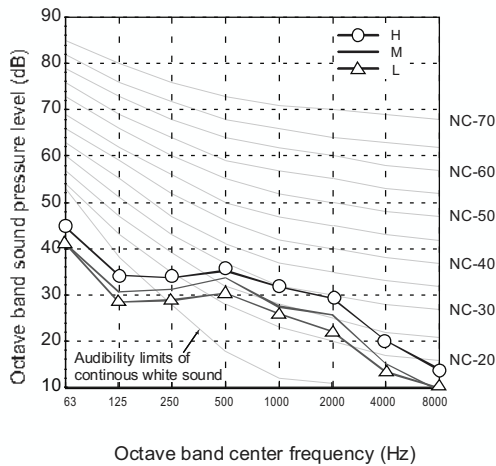 Octave band sound pressure level (dB)
90
80
70
60
50
40
30
20
10
H
M
L
NC-70
NC-60
NC-50
NC-40
NC-30
NC-20
Audibility limits of
continous white sound
63 125 250 500 1000 2000 4000 8000
Octave band center frequency (Hz)